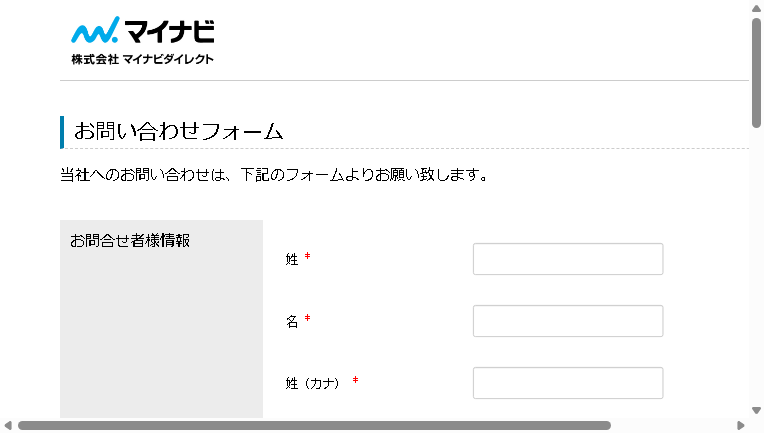 マイナビ
株式会社 マイナビダイレクト
お問い合わせフォーム
当社へのお問い合わせは、下記のフォームよりお願い致します。
お問合せ者様情報
姓 *
名 *
姓（カナ） *